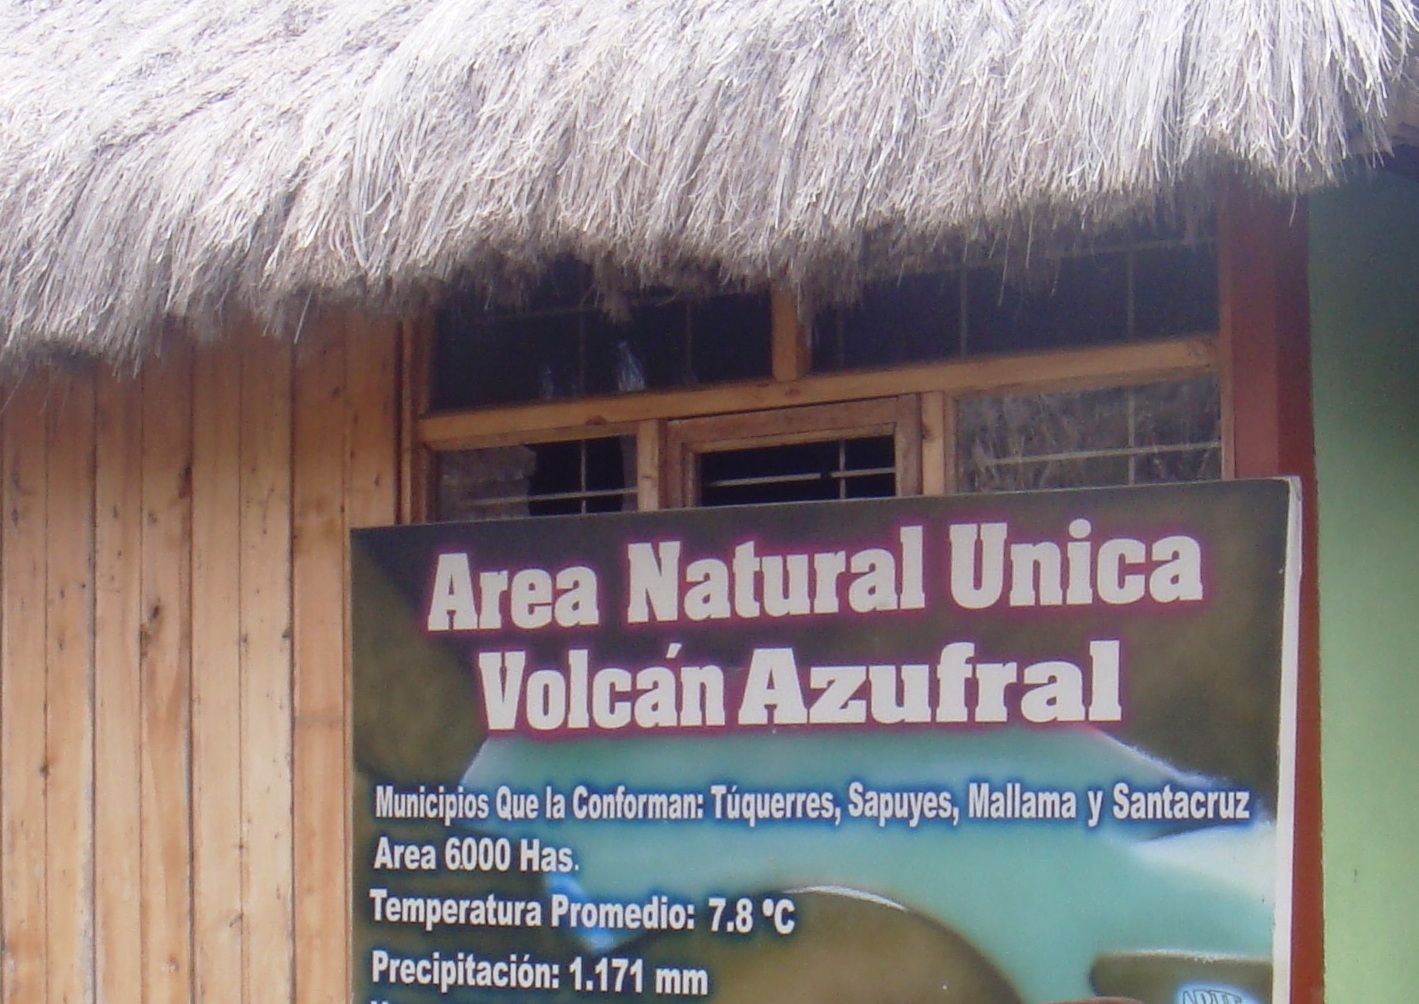 Area Natural Unica
Volcán Azufral
Municipios Que la Conforman: Túquerres, Sapuyes, Mallama y Santacruz
Area 6000 Has.
Temperatura Promedio: 7.8 °C
Precipitación: 1.171 mm